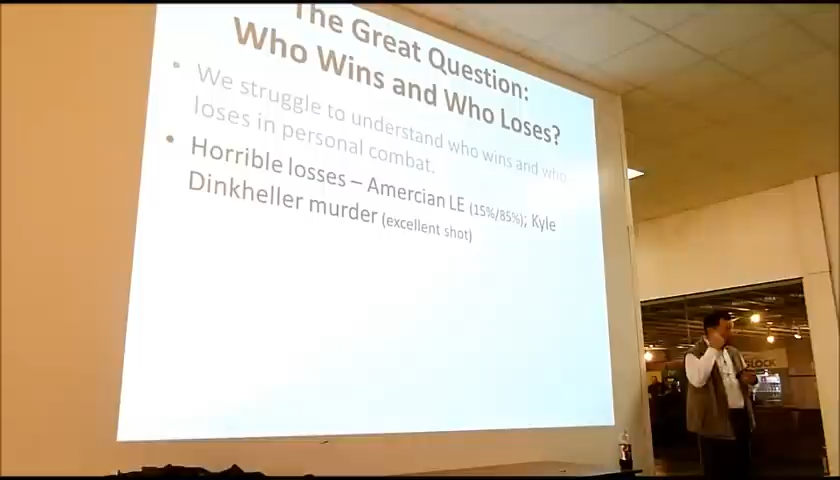 The Great Question:
Who Wins and Who Loses?
• We struggle to understand who wins and who
loses in personal combat.
• Horrible losses – Amercian LE (15%/85%); Kyle
Dinkheller murder (excellent shot)
GLOCK